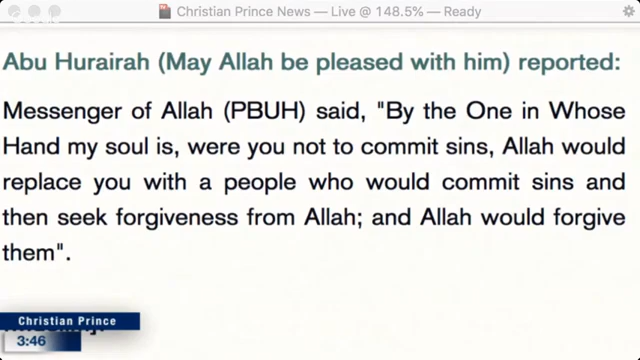 Christian Prince News — Live @ 148.5% — Ready
Abu Hurairah (May Allah be pleased with him) reported:
Messenger of Allah (PBUH) said, "By the One in Whose
Hand my soul is, were you not to commit sins, Allah would
replace you with a people who would commit sins and
then seek forgiveness from Allah; and Allah would forgive
them".
Christian Prince
3:46